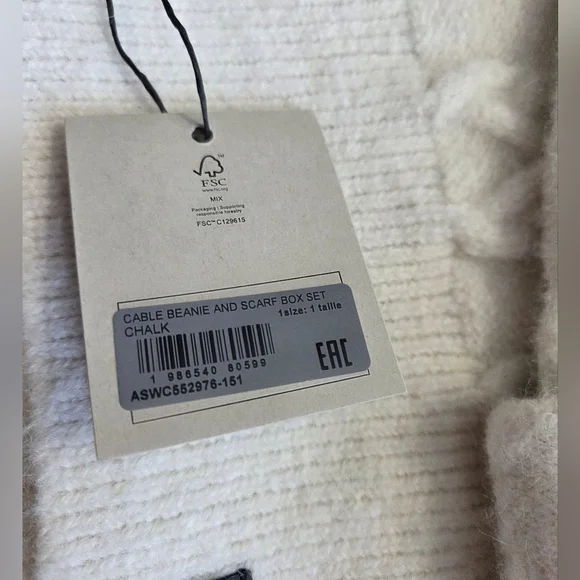 ™
FSC
www.fsc.org
MIX
Packaging | Supporting
responsible forestry
FSC™ C129615
CABLE BEANIE AND SCARF BOX SET
CHALK
1size: 1 taille
1 986540 80599
EAC
ASWC552976-151